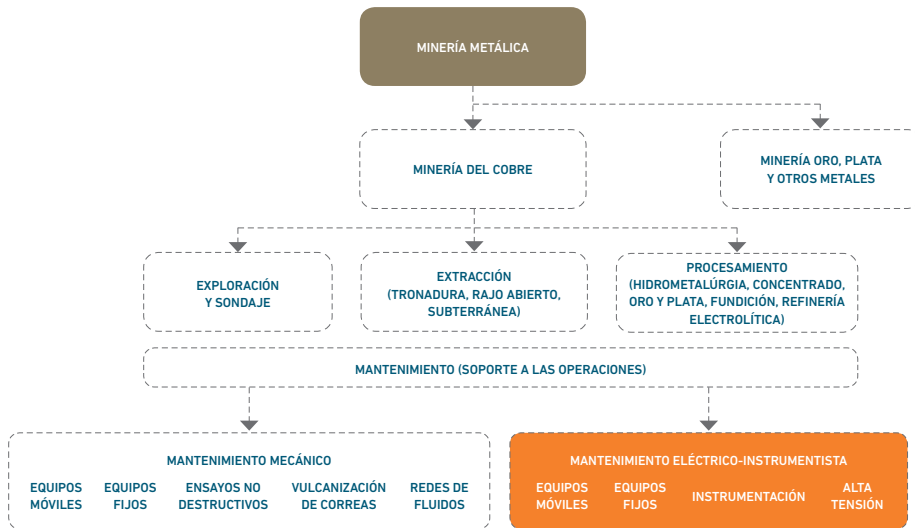 MINERÍA METÁLICA
MINERÍA DEL COBRE
MINERÍA ORO, PLATA
Y OTROS METALES
EXPLORACIÓN
Y SONDAJE
EXTRACCIÓN
(TRONADURA, RAJO ABIERTO,
SUBTERRÁNEA)
PROCESAMIENTO
(HIDROMETALÚRGIA, CONCENTRADO,
ORO Y PLATA, FUNDICIÓN, REFINERÍA
ELECTROLÍTICA)
MANTENIMIENTO (SOPORTE A LAS OPERACIONES)
MANTENIMIENTO MECÁNICO
EQUIPOS
MÓVILES
EQUIPOS
FIJOS
ENSAYOS NO
DESTRUCTIVOS
VULCANIZACIÓN
DE CORREAS
REDES DE
FLUIDOS
MANTENIMIENTO ELÉCTRICO-INSTRUMENTISTA
EQUIPOS
MÓVILES
EQUIPOS
FIJOS
INSTRUMENTACIÓN
ALTA
TENSIÓN